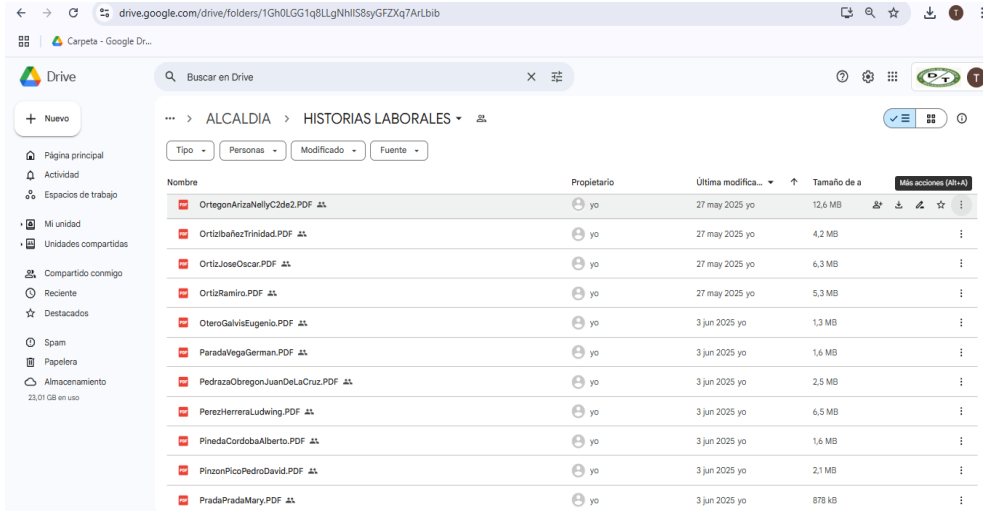 drive.google.com/drive/folders/1Gh0LGG1q8LLgNhIIS8syGFZXq7ArLbib
T
Carpeta - Google Dr...
Drive
Buscar en Drive
DT
T
Nuevo
... > ALCALDIA > HISTORIAS LABORALES
Página principal
Tipo Personas Modificado Fuente
Actividad
Espacios de trabajo
Nombre Propietario Última modifica... Tamaño de a Más acciones (Alt+A)
OrtegonArizaNellyC2de2.PDF yo 27 may 2025 yo 12,6 MB
Mi unidad
OrtizIbañezTrinidad.PDF yo 27 may 2025 yo 4,2 MB
Unidades compartidas
OrtizJoseOscar.PDF yo 27 may 2025 yo 6,3 MB
Compartido conmigo
Reciente
OrtizRamiro.PDF yo 27 may 2025 yo 5,3 MB
Destacados
OteroGalvisEugenio.PDF yo 3 jun 2025 yo 1,3 MB
Spam
ParadaVegaGerman.PDF yo 3 jun 2025 yo 1,6 MB
Papelera
Almacenamiento
PedrazaObregonJuanDeLaCruz.PDF yo 3 jun 2025 yo 2,5 MB
23,01 GB en uso
PerezHerreraLudwing.PDF yo 3 jun 2025 yo 6,5 MB
PinedaCordobaAlberto.PDF yo 3 jun 2025 yo 1,6 MB
PinzonPicoPedroDavid.PDF yo 3 jun 2025 yo 2,1 MB
PradaPradaMary.PDF yo 3 jun 2025 yo 878 kB